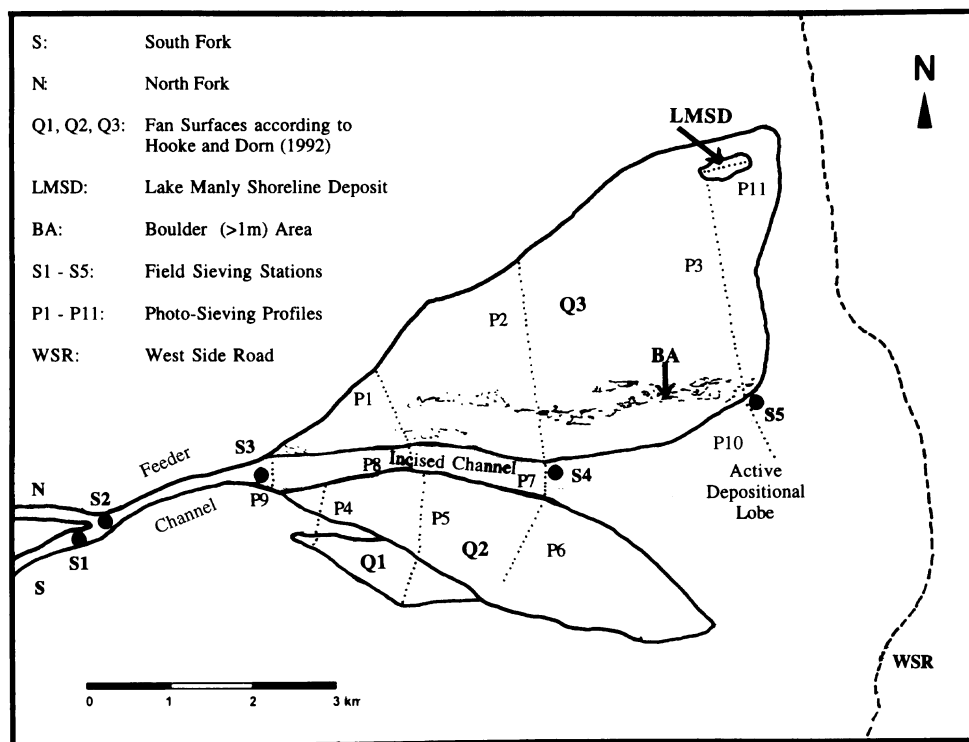 S: South Fork
N: North Fork
Q1, Q2, Q3: Fan Surfaces according to
Hooke and Dorn (1992)
LMSD: Lake Manly Shoreline Deposit
BA: Boulder (>1m) Area
S1 - S5: Field Sieving Stations
P1 - P11: Photo-Sieving Profiles
WSR: West Side Road
N
LMSD
P11
P3
P2
Q3
BA
P1
S5
P10
S3
Feeder
Incised Channel
P8
P7
S4
Active
Depositional
Lobe
N
S2
Channel
P9
P4
P5
P6
Q2
Q1
S1
S
WSR
0 1 2 3 km